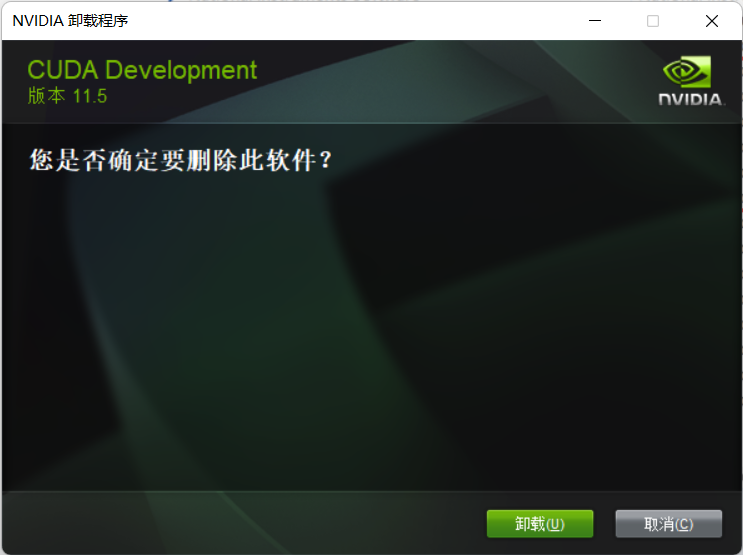 NVIDIA 卸载程序
CUDA Development
版本 11.5
NVIDIA.
您是否确定要删除此软件？
卸载(U)
取消(C)